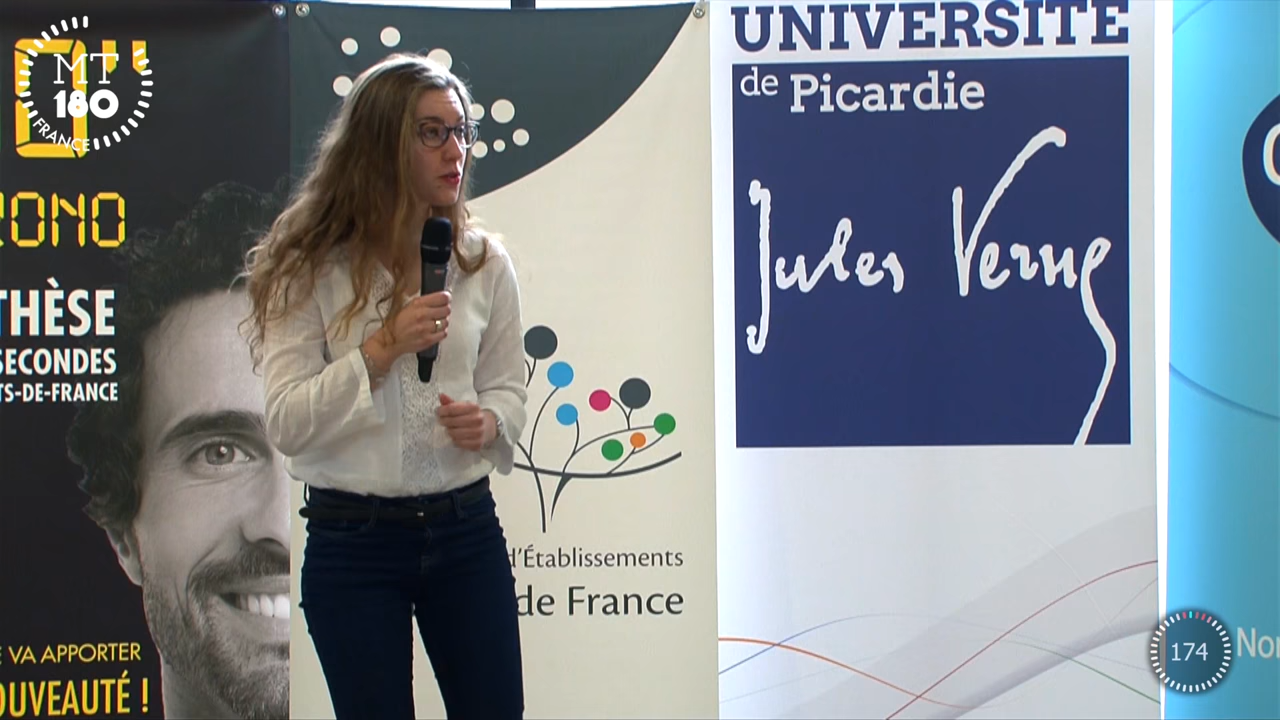 MT
180
FRANCE
0"
RONO
THÈSE
SECONDES
TS-DE-FRANCE
E VA APPORTER
OUVEAUTÉ !
d'Établissements
de France
UNIVERSITÉ
de Picardie
Jules Verne
174
Nor